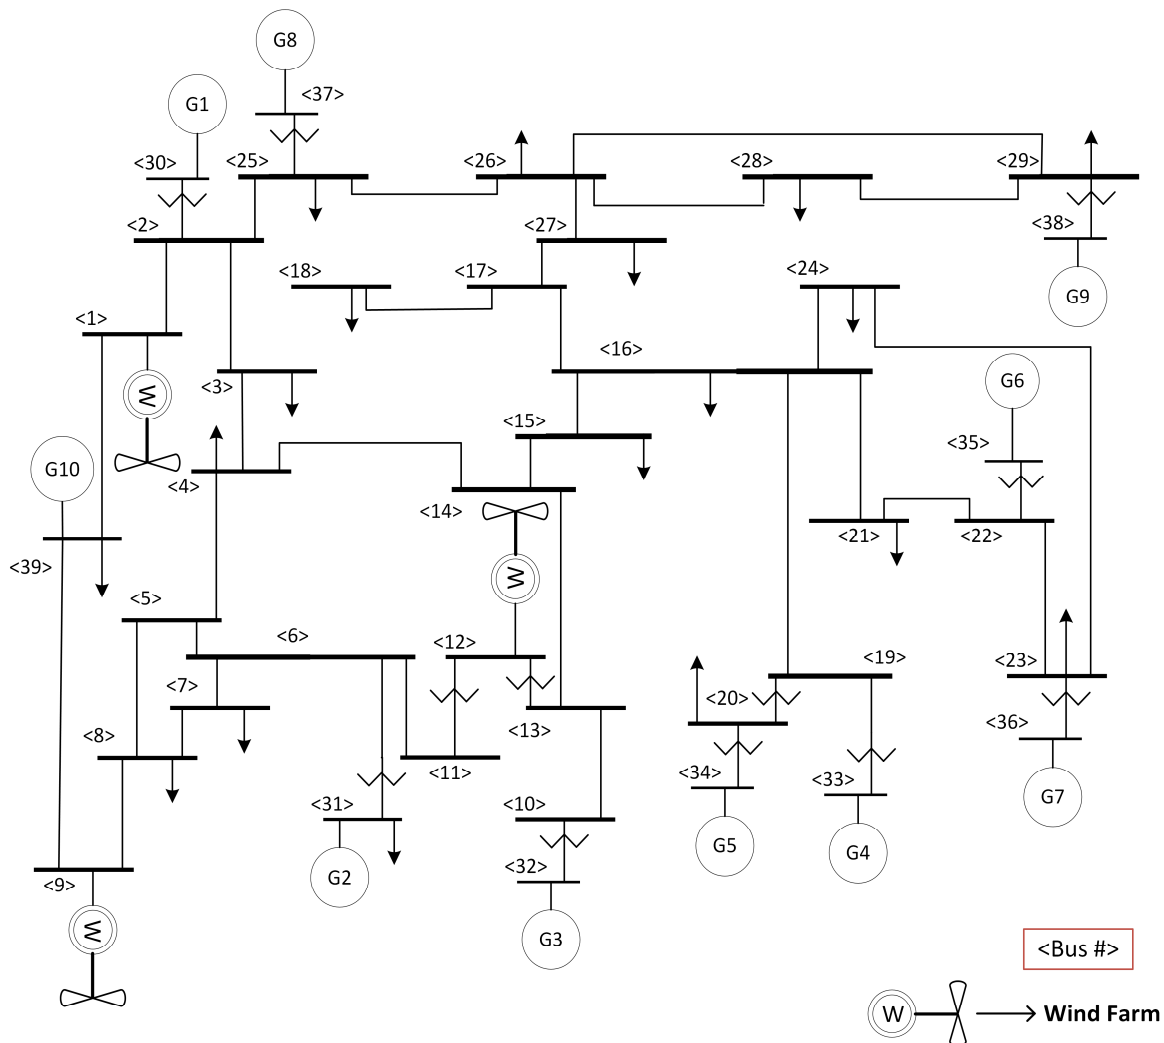 G8
<37>
G1
<30>
<25>
<26>
<28>
<29>
<2>
<27>
<38>
<18>
<17>
<24>
G9
<1>
<16>
<3>
G6
W
<15>
<35>
G10
<4>
<14>
<21>
<22>
<39>
W
<5>
<6>
<12>
<19>
<23>
<7>
<20>
<13>
<36>
<8>
<11>
<34>
<33>
<31>
<10>
G7
G5
G4
<32>
G2
<9>
W
G3
<Bus #>
W
Wind Farm